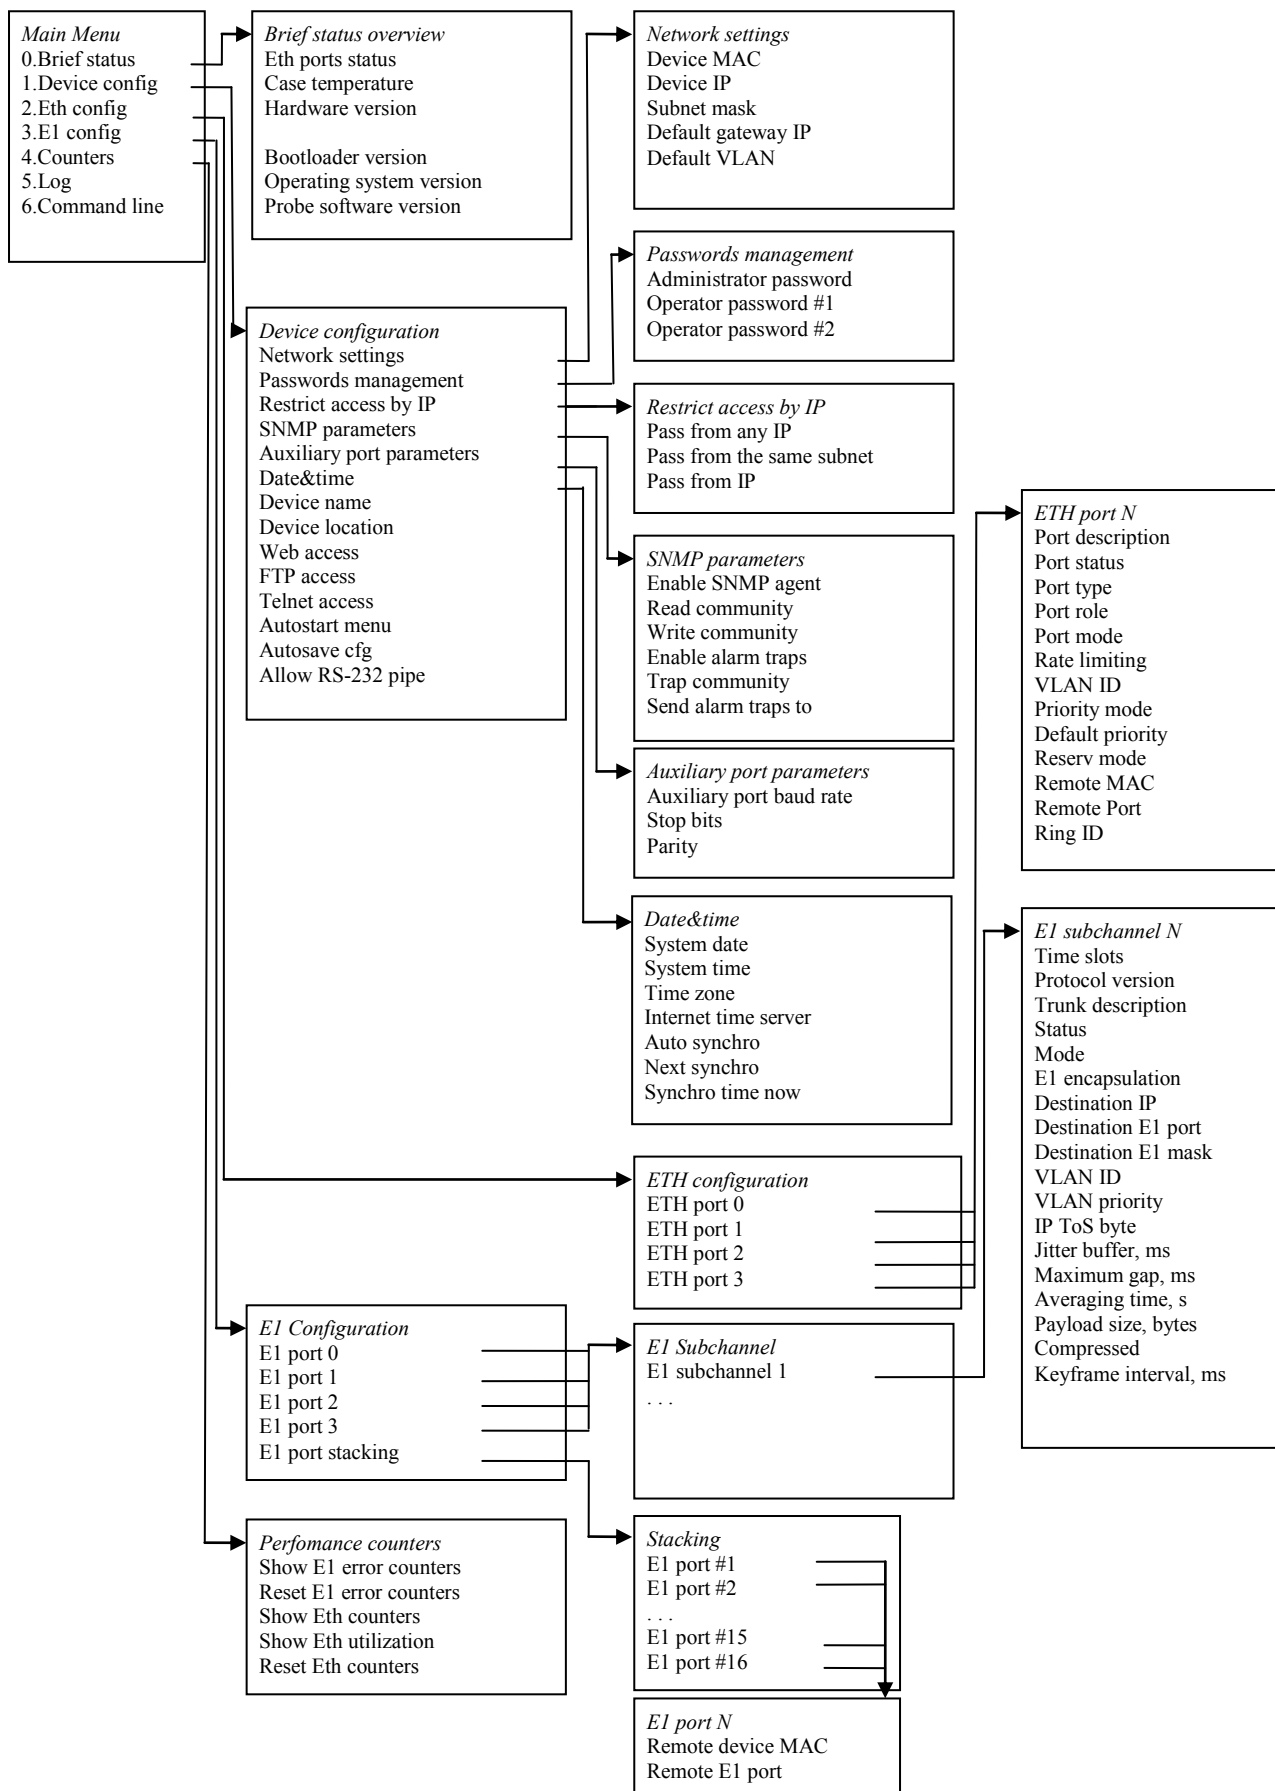 Main Menu
0.Brief status
1.Device config
2.Eth config
3.E1 config
4.Counters
5.Log
6.Command line
Brief status overview
Eth ports status
Case temperature
Hardware version
Bootloader version
Operating system version
Probe software version
Network settings
Device MAC
Device IP
Subnet mask
Default gateway IP
Default VLAN
Passwords management
Administrator password
Operator password #1
Operator password #2
Device configuration
Network settings
Passwords management
Restrict access by IP
SNMP parameters
Auxiliary port parameters
Date&time
Device name
Device location
Web access
FTP access
Telnet access
Autostart menu
Autosave cfg
Allow RS-232 pipe
Restrict access by IP
Pass from any IP
Pass from the same subnet
Pass from IP
SNMP parameters
Enable SNMP agent
Read community
Write community
Enable alarm traps
Trap community
Send alarm traps to
Auxiliary port parameters
Auxiliary port baud rate
Stop bits
Parity
Date&time
System date
System time
Time zone
Internet time server
Auto synchro
Next synchro
Synchro time now
ETH port N
Port description
Port status
Port type
Port role
Port mode
Rate limiting
VLAN ID
Priority mode
Default priority
Reserv mode
Remote MAC
Remote Port
Ring ID
E1 subchannel N
Time slots
Protocol version
Trunk description
Status
Mode
E1 encapsulation
Destination IP
Destination E1 port
Destination E1 mask
VLAN ID
VLAN priority
IP ToS byte
Jitter buffer, ms
Maximum gap, ms
Averaging time, s
Payload size, bytes
Compressed
Keyframe interval, ms
ETH configuration
ETH port 0
ETH port 1
ETH port 2
ETH port 3
E1 Configuration
E1 port 0
E1 port 1
E1 port 2
E1 port 3
E1 port stacking
E1 Subchannel
E1 subchannel 1
. . .
Perfomance counters
Show E1 error counters
Reset E1 error counters
Show Eth counters
Show Eth utilization
Reset Eth counters
Stacking
E1 port #1
E1 port #2
. . .
E1 port #15
E1 port #16
E1 port N
Remote device MAC
Remote E1 port